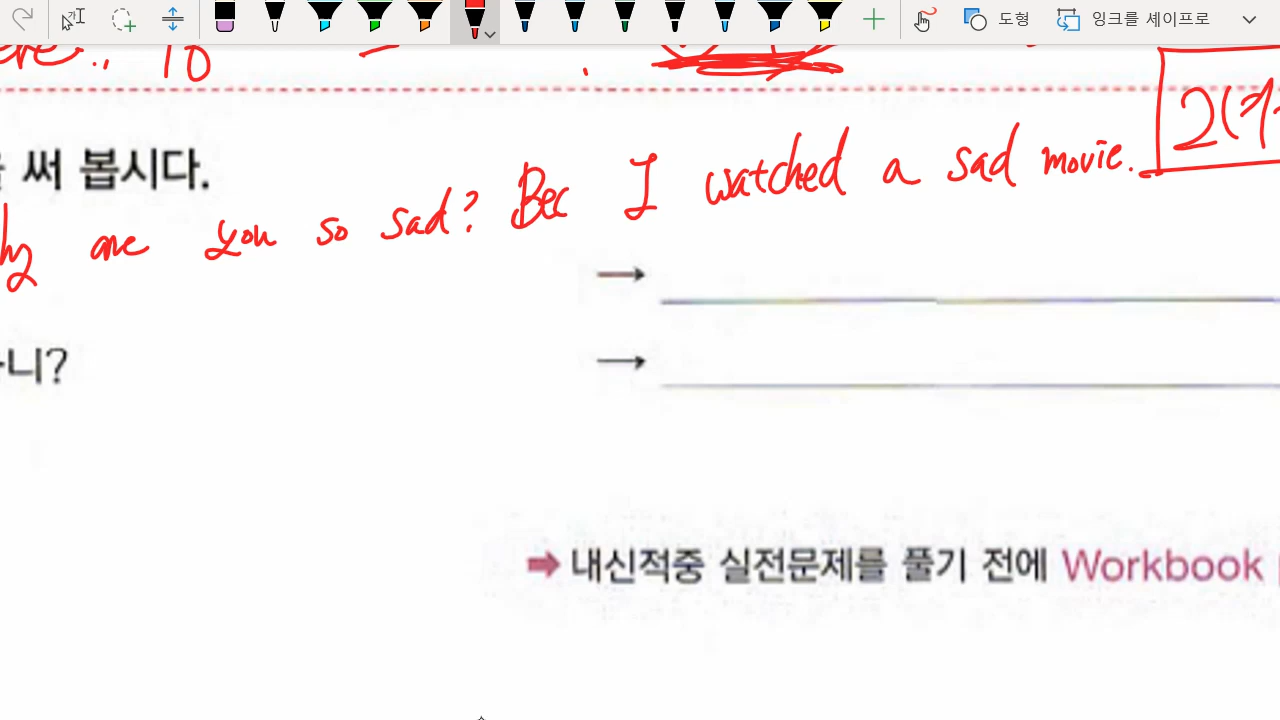 도형 잉크를 셰이프로
써 봅시다.
are you so sad? Bec I watched a sad movie.
니?
내신적중 실전문제를 풀기 전에 Workbook